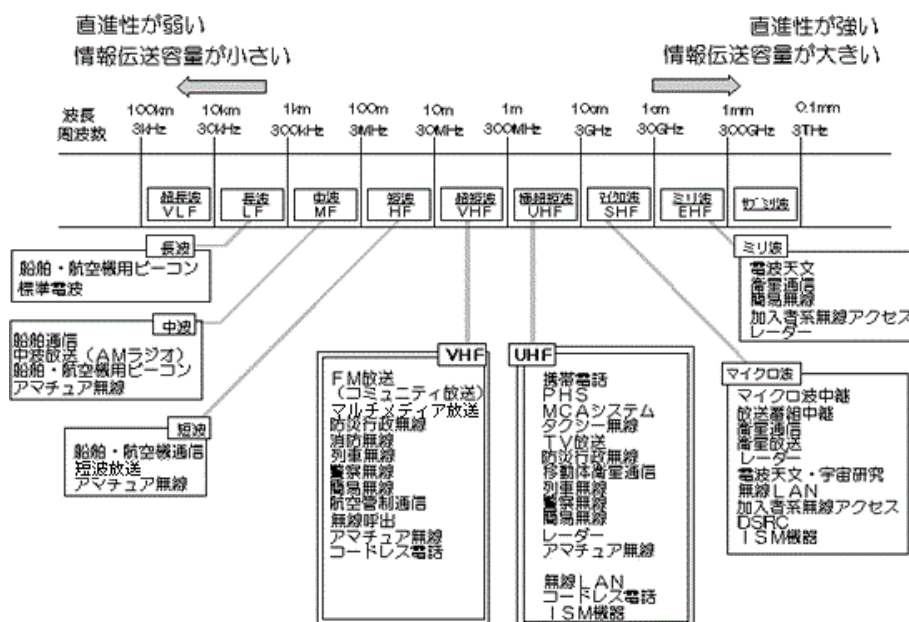 直進性が弱い
情報伝送容量が小さい
直進性が強い
情報伝送容量が大きい
波長
周波数
100km
3kHz
10km
30kHz
1km
300kHz
100m
3MHz
10m
30MHz
1m
300MHz
10cm
3GHz
1cm
30GHz
1mm
300GHz
0.1mm
3THz
超長波
VLF
長波
LF
中波
MF
短波
HF
超短波
VHF
極超短波
UHF
マイクロ波
SHF
ミリ波
EHF
サブミリ波
長波
船舶・航空機用ビーコン
標準電波
中波
船舶通信
中波放送(AMラジオ)
船舶・航空機用ビーコン
アマチュア無線
短波
船舶・航空機通信
短波放送
アマチュア無線
VHF
FM放送
(コミュニティ放送)
マルチメディア放送
防災行政無線
消防無線
列車無線
警察無線
簡易無線
航空管制通信
無線呼出
アマチュア無線
コードレス電話
UHF
携帯電話
PHS
MCAシステム
タクシー無線
TV放送
防災行政無線
移動体衛星通信
列車無線
警察無線
簡易無線
レーダー
アマチュア無線
無線LAN
コードレス電話
ISM機器
ミリ波
電波天文
衛星通信
簡易無線
加入者系無線アクセス
レーダー
マイクロ波
マイクロ波中継
放送番組中継
衛星通信
衛星放送
レーダー
電波天文・宇宙研究
無線LAN
加入者系無線アクセス
DSRC
ISM機器